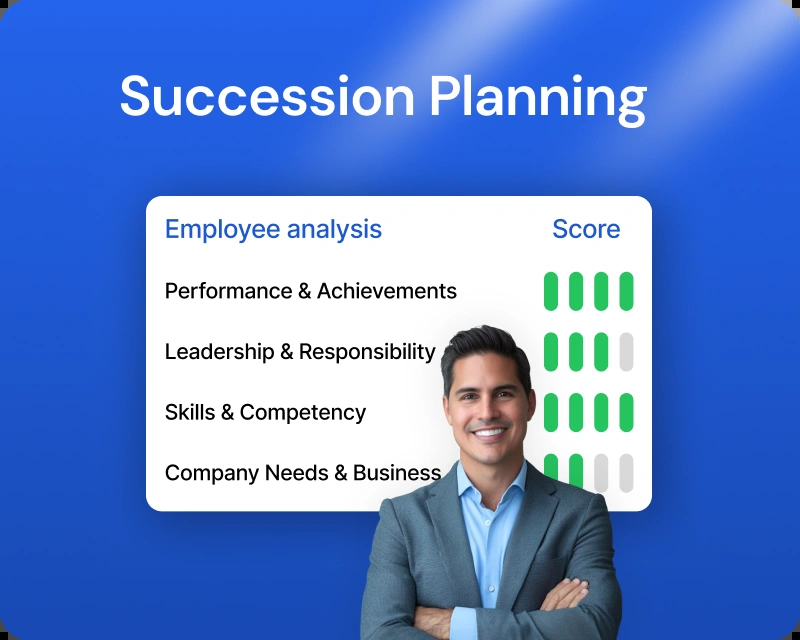 Succession Planning
Employee analysis Score
Performance & Achievements
Leadership & Responsibility
Skills & Competency
Company Needs & Business